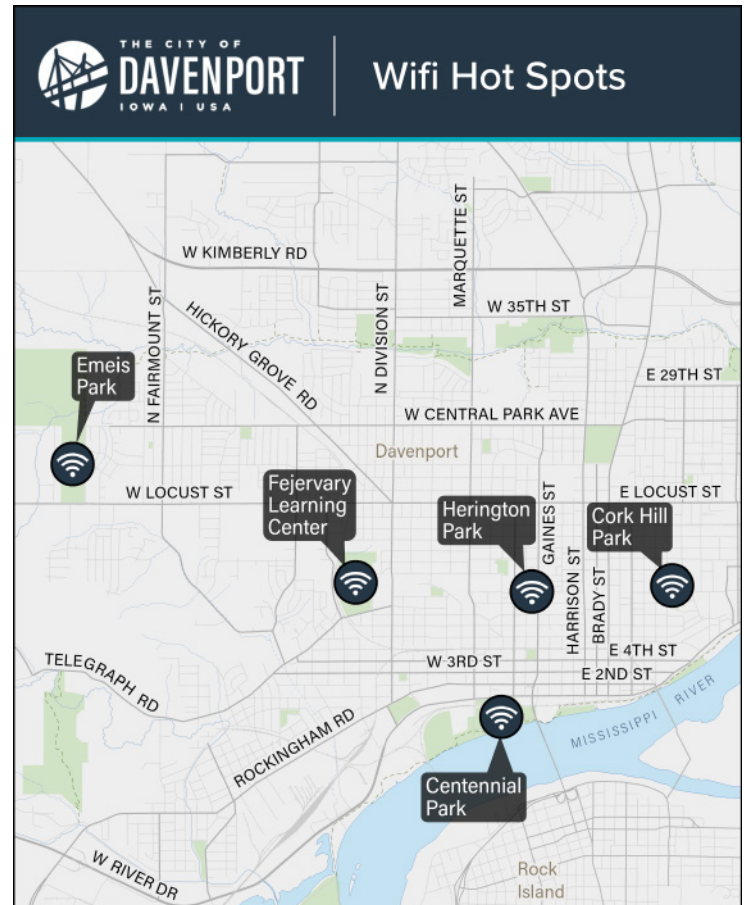 THE CITY OF
DAVENPORT
IOWA | USA
Wifi Hot Spots
W KIMBERLY RD
MARQUETTE ST
N FAIRMOUNT ST
HICKORY GROVE RD
N DIVISION ST
W 35TH ST
Emeis
Park
E 29TH ST
W CENTRAL PARK AVE
Davenport
W LOCUST ST
Fejervary
Learning
Center
Herington
Park
GAINES ST
E LOCUST ST
Cork Hill
Park
HARRISON ST
BRADY ST
E 4TH ST
W 3RD ST
E 2ND ST
TELEGRAPH RD
ROCKINGHAM RD
MISSISSIPPI RIVER
Centennial
Park
W RIVER DR
Rock
Island